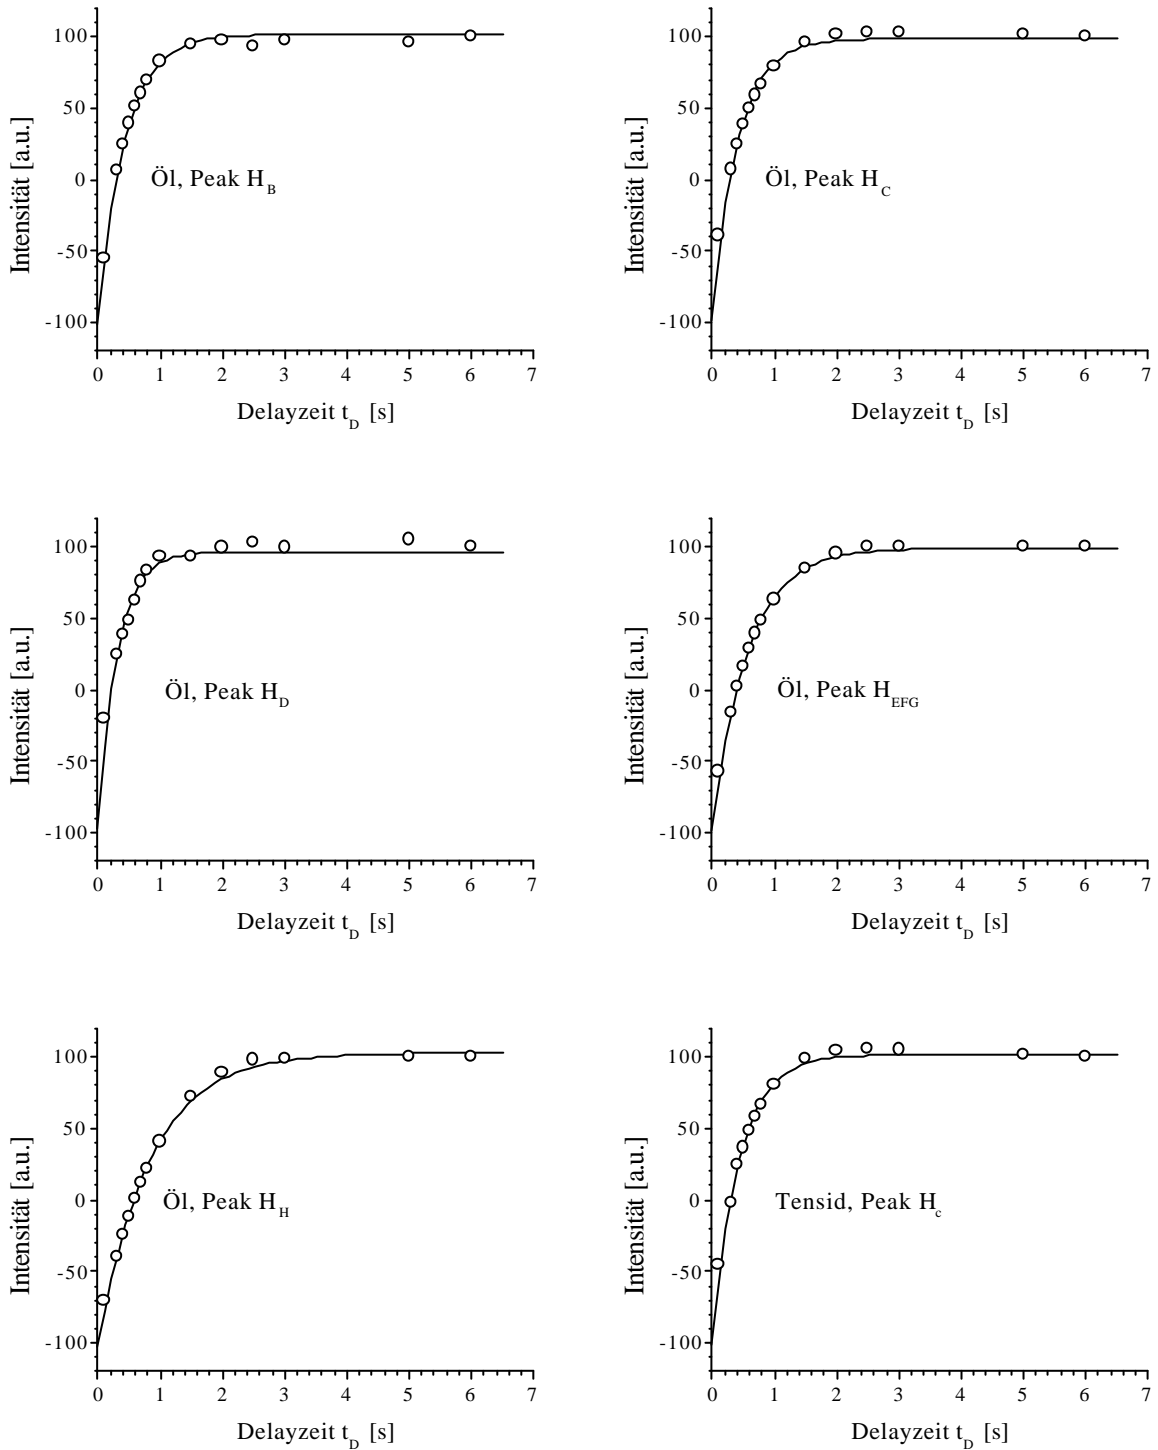 100
50
0
-50
-100
Intensität [a.u.]
Öl, Peak H_B
0 1 2 3 4 5 6 7
Delayzeit t_D [s]
100
50
0
-50
-100
Intensität [a.u.]
Öl, Peak H_C
0 1 2 3 4 5 6 7
Delayzeit t_D [s]
100
50
0
-50
-100
Intensität [a.u.]
Öl, Peak H_D
0 1 2 3 4 5 6 7
Delayzeit t_D [s]
100
50
0
-50
-100
Intensität [a.u.]
Öl, Peak H_EFG
0 1 2 3 4 5 6 7
Delayzeit t_D [s]
100
50
0
-50
-100
Intensität [a.u.]
Öl, Peak H_H
0 1 2 3 4 5 6 7
Delayzeit t_D [s]
100
50
0
-50
-100
Intensität [a.u.]
Tensid, Peak H_c
0 1 2 3 4 5 6 7
Delayzeit t_D [s]